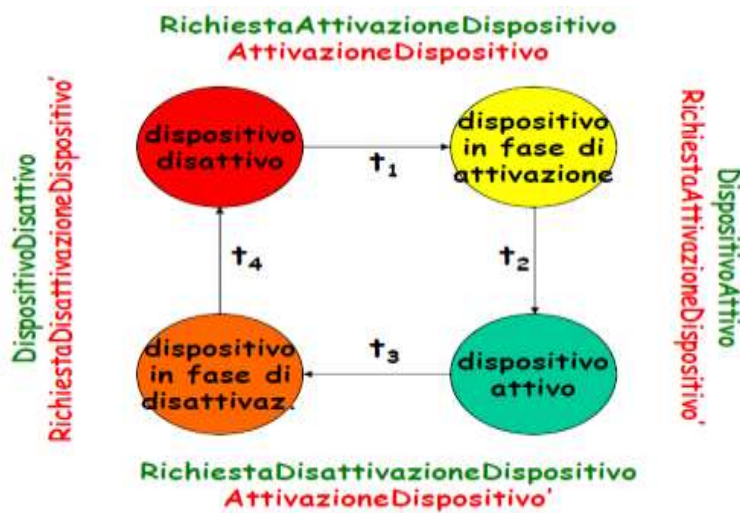 RichiestaAttivazioneDispositivo
AttivazioneDispositivo
dispositivo
disattivo
t1
dispositivo
in fase di
attivazione
DispositivoDisattivo
RichiestaDisattivazioneDispositivo'
t4
t2
DispositivoAttivo
RichiestaAttivazioneDispositivo'
dispositivo
in fase di
disattivaz.
t3
dispositivo
attivo
RichiestaDisattivazioneDispositivo
AttivazioneDispositivo'